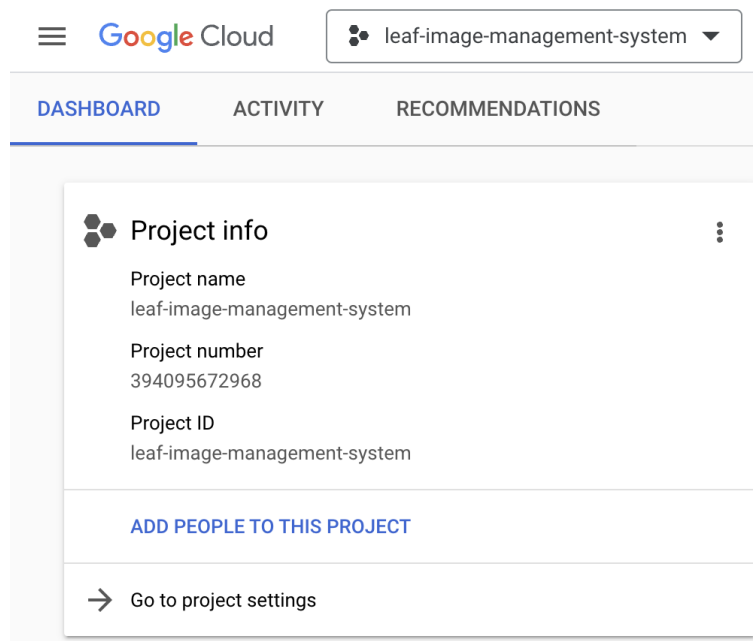 Google Cloud
leaf-image-management-system
DASHBOARD
ACTIVITY
RECOMMENDATIONS
Project info
Project name
leaf-image-management-system
Project number
394095672968
Project ID
leaf-image-management-system
ADD PEOPLE TO THIS PROJECT
Go to project settings